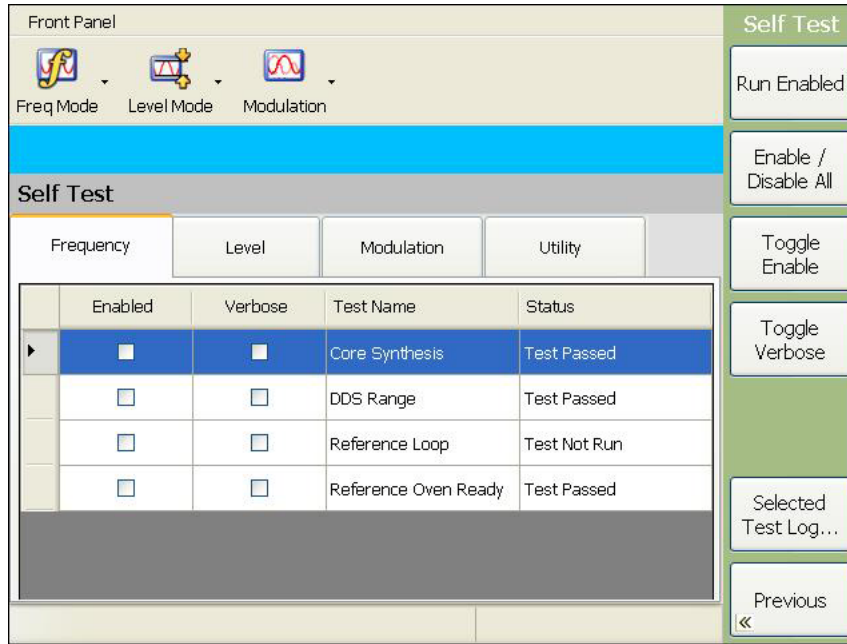 Front Panel
Freq Mode Level Mode Modulation
Self Test
Frequency Level Modulation Utility
Enabled Verbose Test Name Status
Core Synthesis Test Passed
DDS Range Test Passed
Reference Loop Test Not Run
Reference Oven Ready Test Passed
Self Test
Run Enabled
Enable /
Disable All
Toggle
Enable
Toggle
Verbose
Selected
Test Log...
Previous